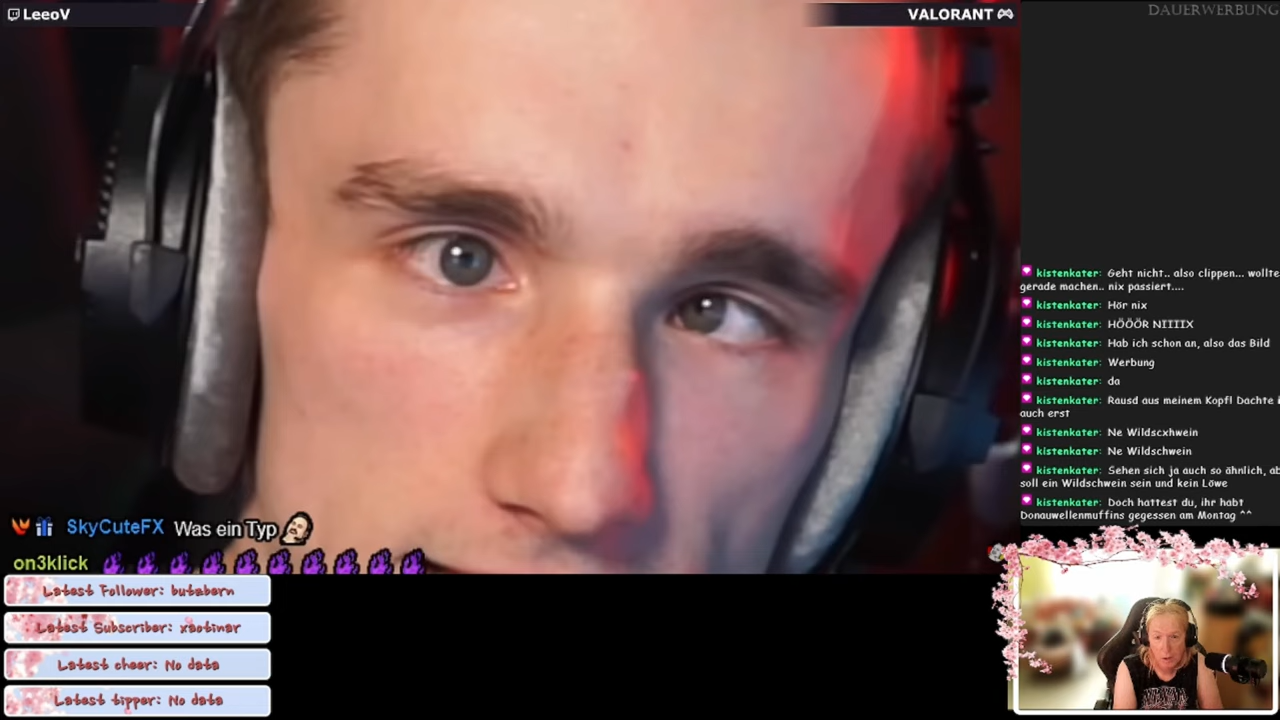 LeeoV
VALORANT
DAUERWERBUNG
kistenkater: Geht nicht.. also clippen... wollte
gerade machen.. nix passiert....
kistenkater: Hör nix
kistenkater: HÖÖÖR NIIIIX
kistenkater: Hab ich schon an, also das Bild
kistenkater: Werbung
kistenkater: da
kistenkater: Rausd aus meinem Kopf! Dachte i
auch erst
kistenkater: Ne Wildscxhwein
kistenkater: Ne Wildschwein
kistenkater: Sehen sich ja auch so ähnlich, ab
soll ein Wildschwein sein und kein Löwe
kistenkater: Doch hattest du, ihr habt
Donauwellenmuffins gegessen am Montag ^^
SkyCuteFX Was ein Typ
on3klick
Latest Follower: butabern
Latest Subscriber: xaotinar
Latest cheer: No data
Latest tipper: No data